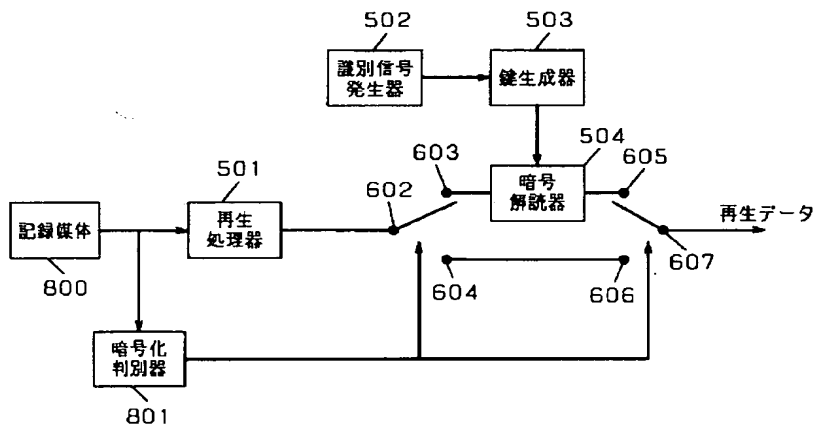 502
503
識別信号
発生器
鍵生成器
504
603
605
501
602
暗号
解読器
再生データ
記録媒体
再生
処理器
607
800
604
606
暗号化
判別器
801